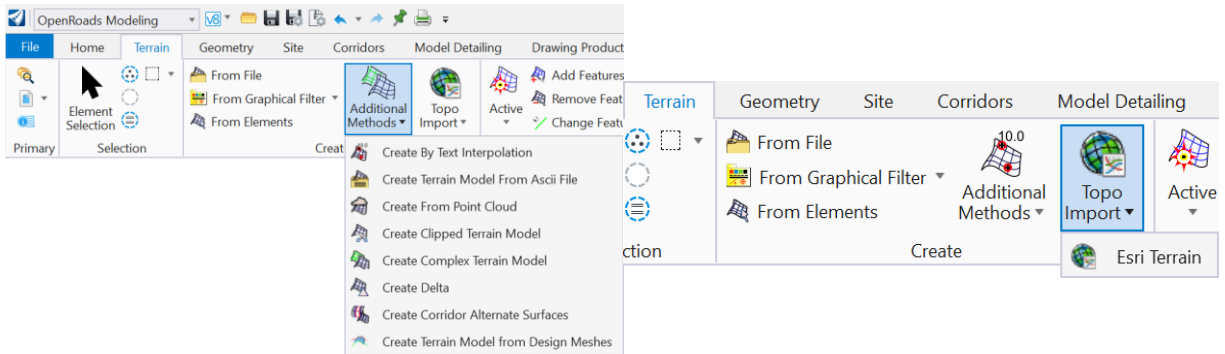 OpenRoads Modeling V8
File Home Terrain Geometry Site Corridors Model Detailing Drawing Product
Element
Selection
From File
From Graphical Filter
From Elements
Additional
Methods
Topo
Import
Active
Add Features
Remove Feat
Change Feat
Primary Selection Creat
Create By Text Interpolation
Create Terrain Model From Ascii File
Create From Point Cloud
Create Clipped Terrain Model
Create Complex Terrain Model
Create Delta
Create Corridor Alternate Surfaces
Create Terrain Model from Design Meshes
Terrain Geometry Site Corridors Model Detailing
From File
From Graphical Filter
From Elements
10.0
Additional
Methods
Topo
Import
Active
ction Create
Esri Terrain